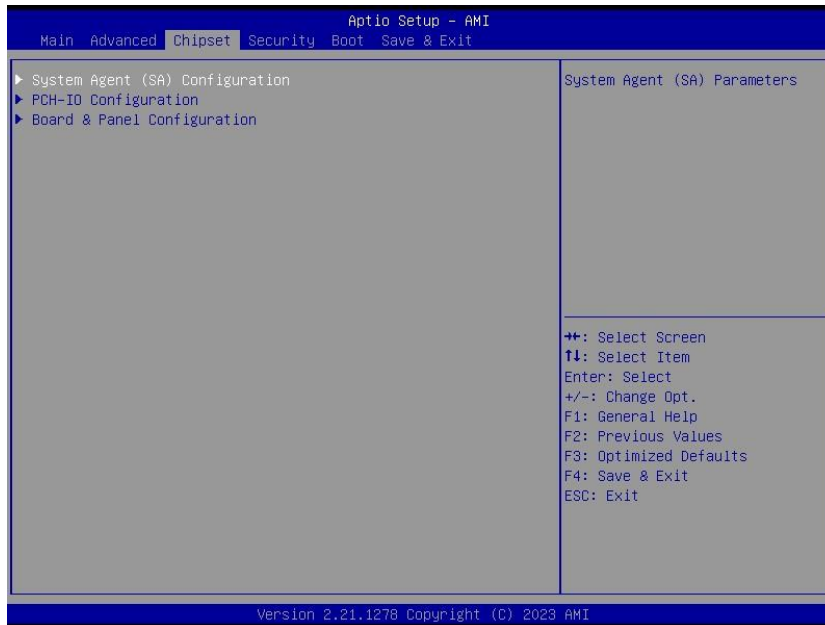 Aptio Setup – AMI
Main Advanced Chipset Security Boot Save & Exit
▶ System Agent (SA) Configuration
▶ PCH-IO Configuration
▶ Board & Panel Configuration
System Agent (SA) Parameters
→←: Select Screen
↑↓: Select Item
Enter: Select
+/-: Change Opt.
F1: General Help
F2: Previous Values
F3: Optimized Defaults
F4: Save & Exit
ESC: Exit
Version 2.21.1278 Copyright (C) 2023 AMI